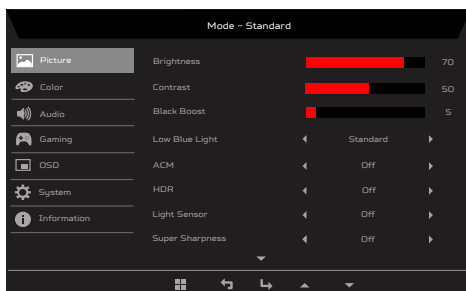 Mode - Standard
Picture
Brightness 70
Color
Contrast 50
Audio
Black Boost 5
Gaming
Low Blue Light Standard
OSD
ACM Off
System
HDR Off
Information
Light Sensor Off
Super Sharpness Off